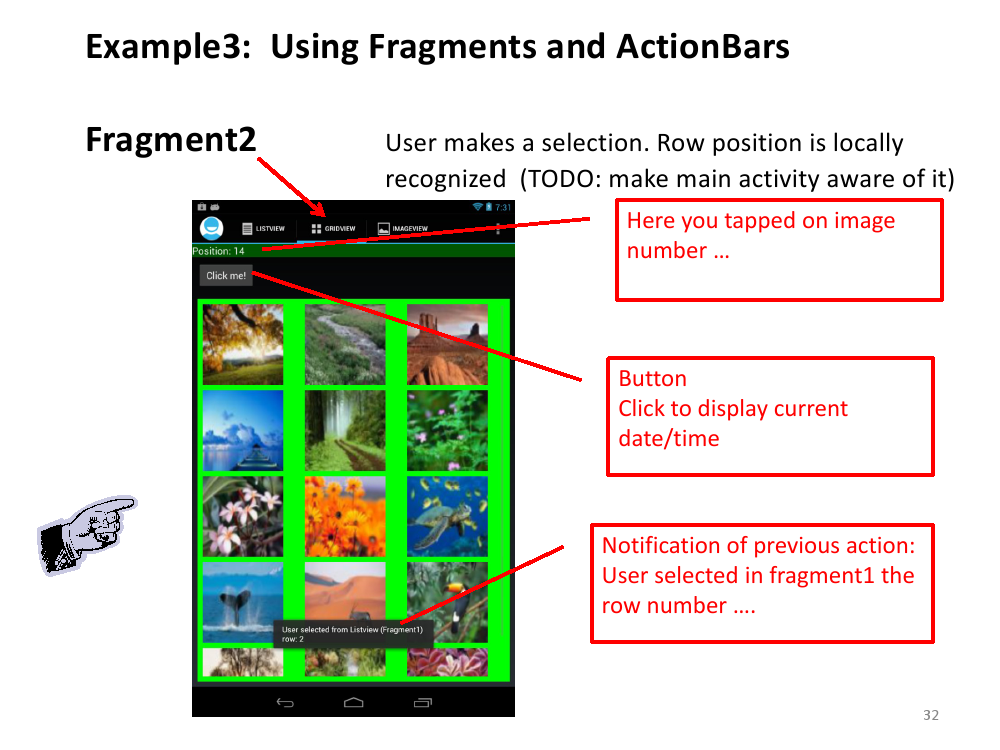 Example3: Using Fragments and ActionBars
Fragment2
User makes a selection. Row position is locally
recognized (TODO: make main activity aware of it)
7:31
LISTVIEW GRIDVIEW IMAGEVIEW
Position: 14
Click me!
Here you tapped on image
number …
Button
Click to display current
date/time
Notification of previous action:
User selected in fragment1 the
row number ….
User selected from Listview (Fragment1)
row: 2
32